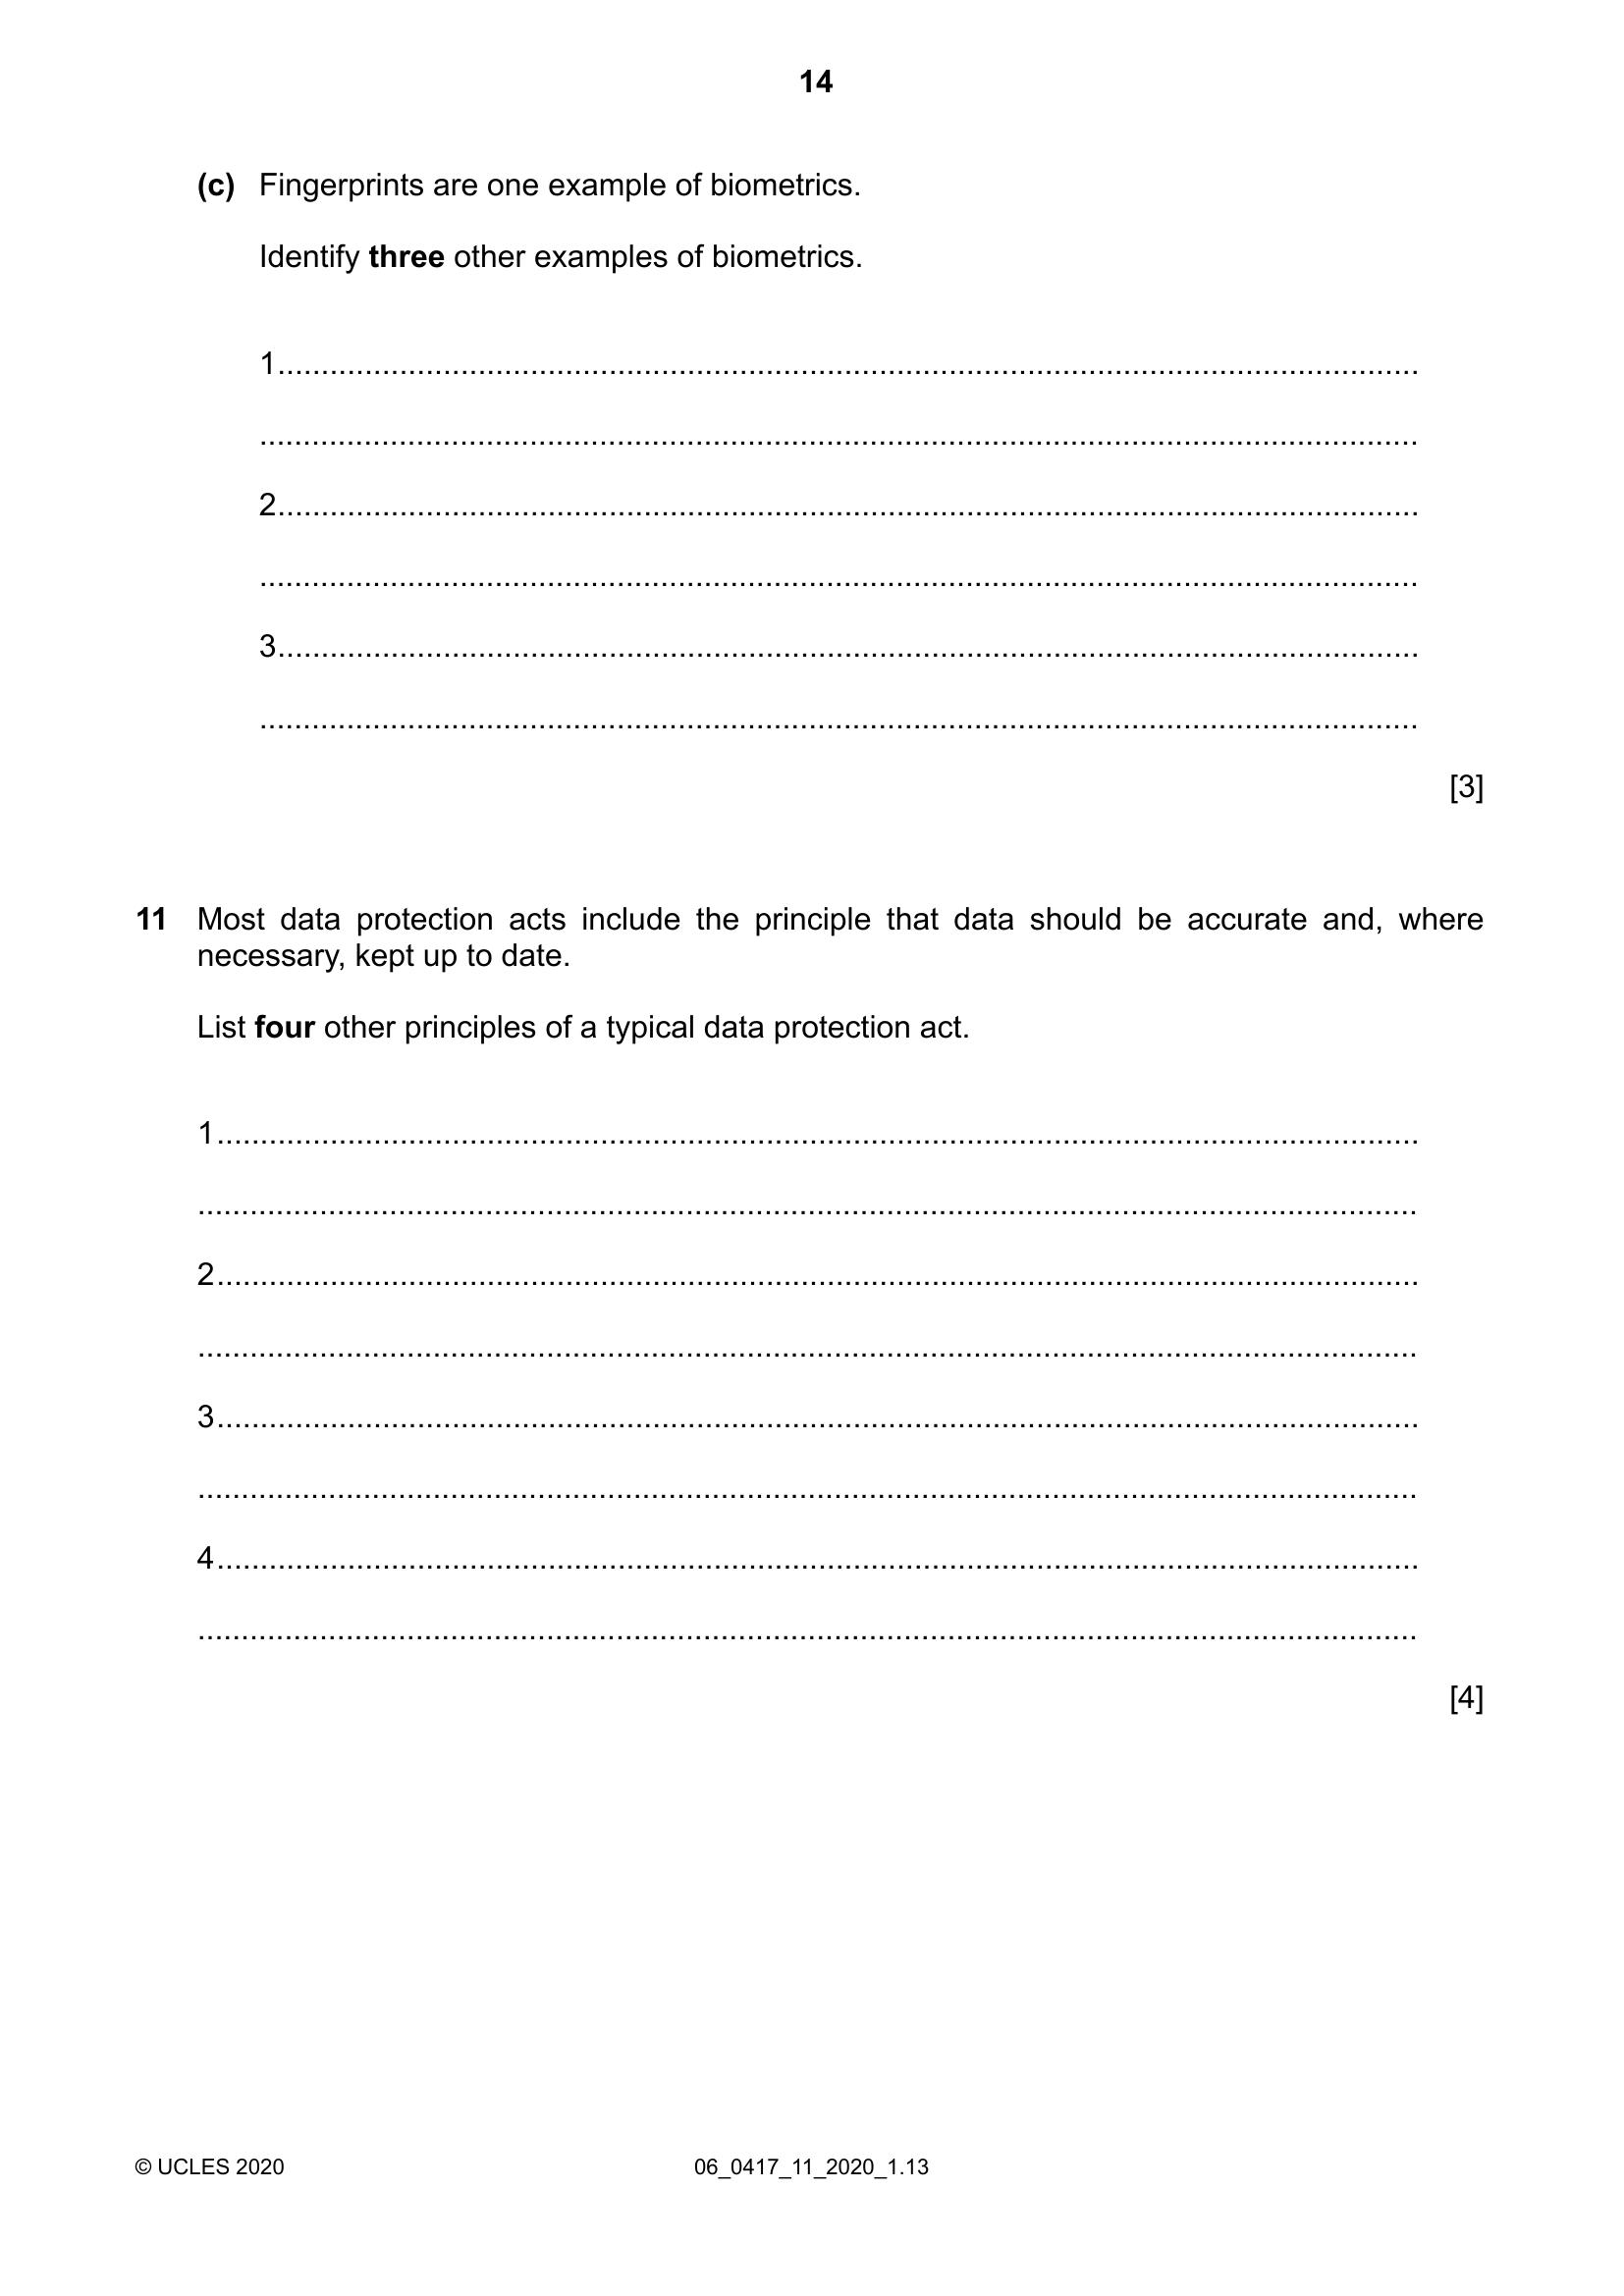 14
(c) Fingerprints are one example of biometrics.
Identify three other examples of biometrics.
1..........................................................................................................................................
..........................................................................................................................................
2..........................................................................................................................................
..........................................................................................................................................
3..........................................................................................................................................
..........................................................................................................................................
[3]
11 Most data protection acts include the principle that data should be accurate and, where
necessary, kept up to date.
List four other principles of a typical data protection act.
1..........................................................................................................................................
..........................................................................................................................................
2..........................................................................................................................................
..........................................................................................................................................
3..........................................................................................................................................
..........................................................................................................................................
4..........................................................................................................................................
..........................................................................................................................................
[4]
© UCLES 2020 06_0417_11_2020_1.13